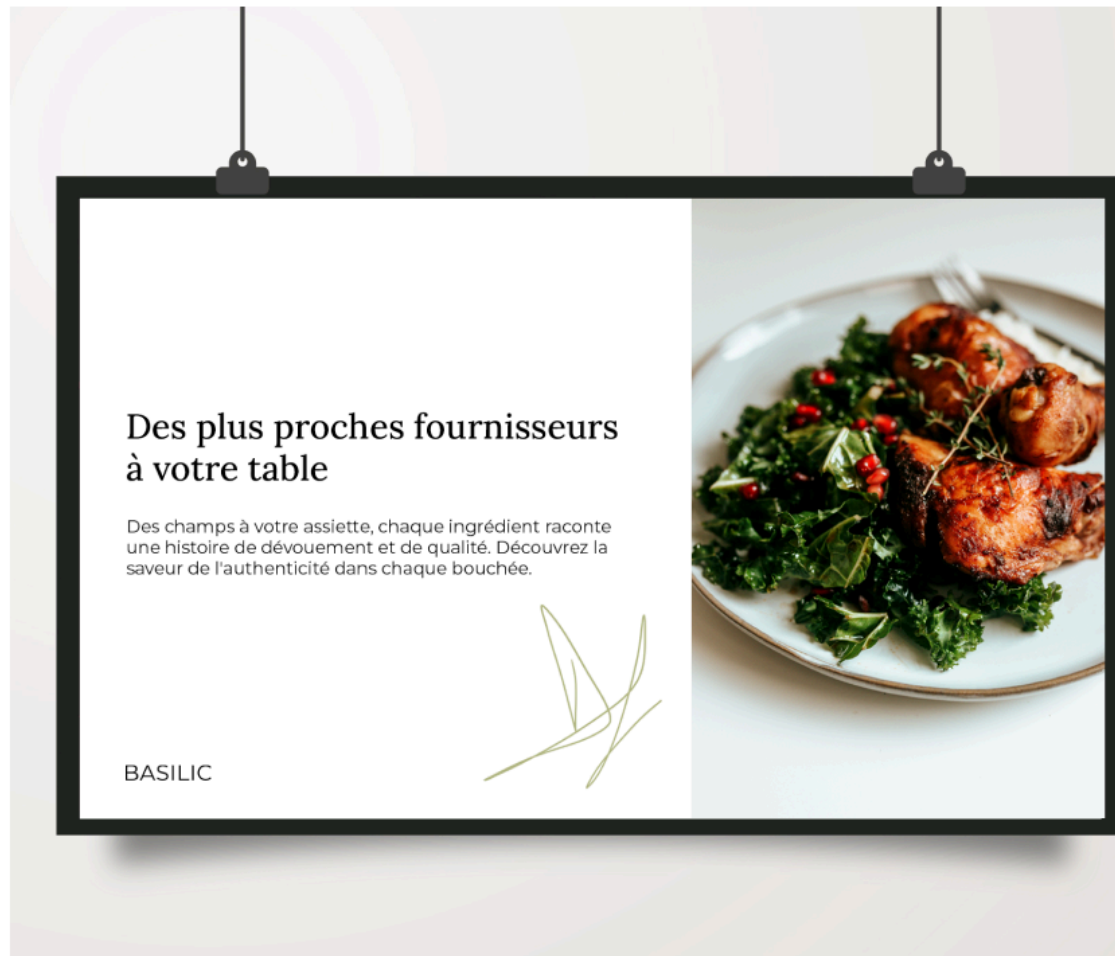 Des plus proches fournisseurs
à votre table
Des champs à votre assiette, chaque ingrédient raconte
une histoire de dévouement et de qualité. Découvrez la
saveur de l'authenticité dans chaque bouchée.
BASILIC